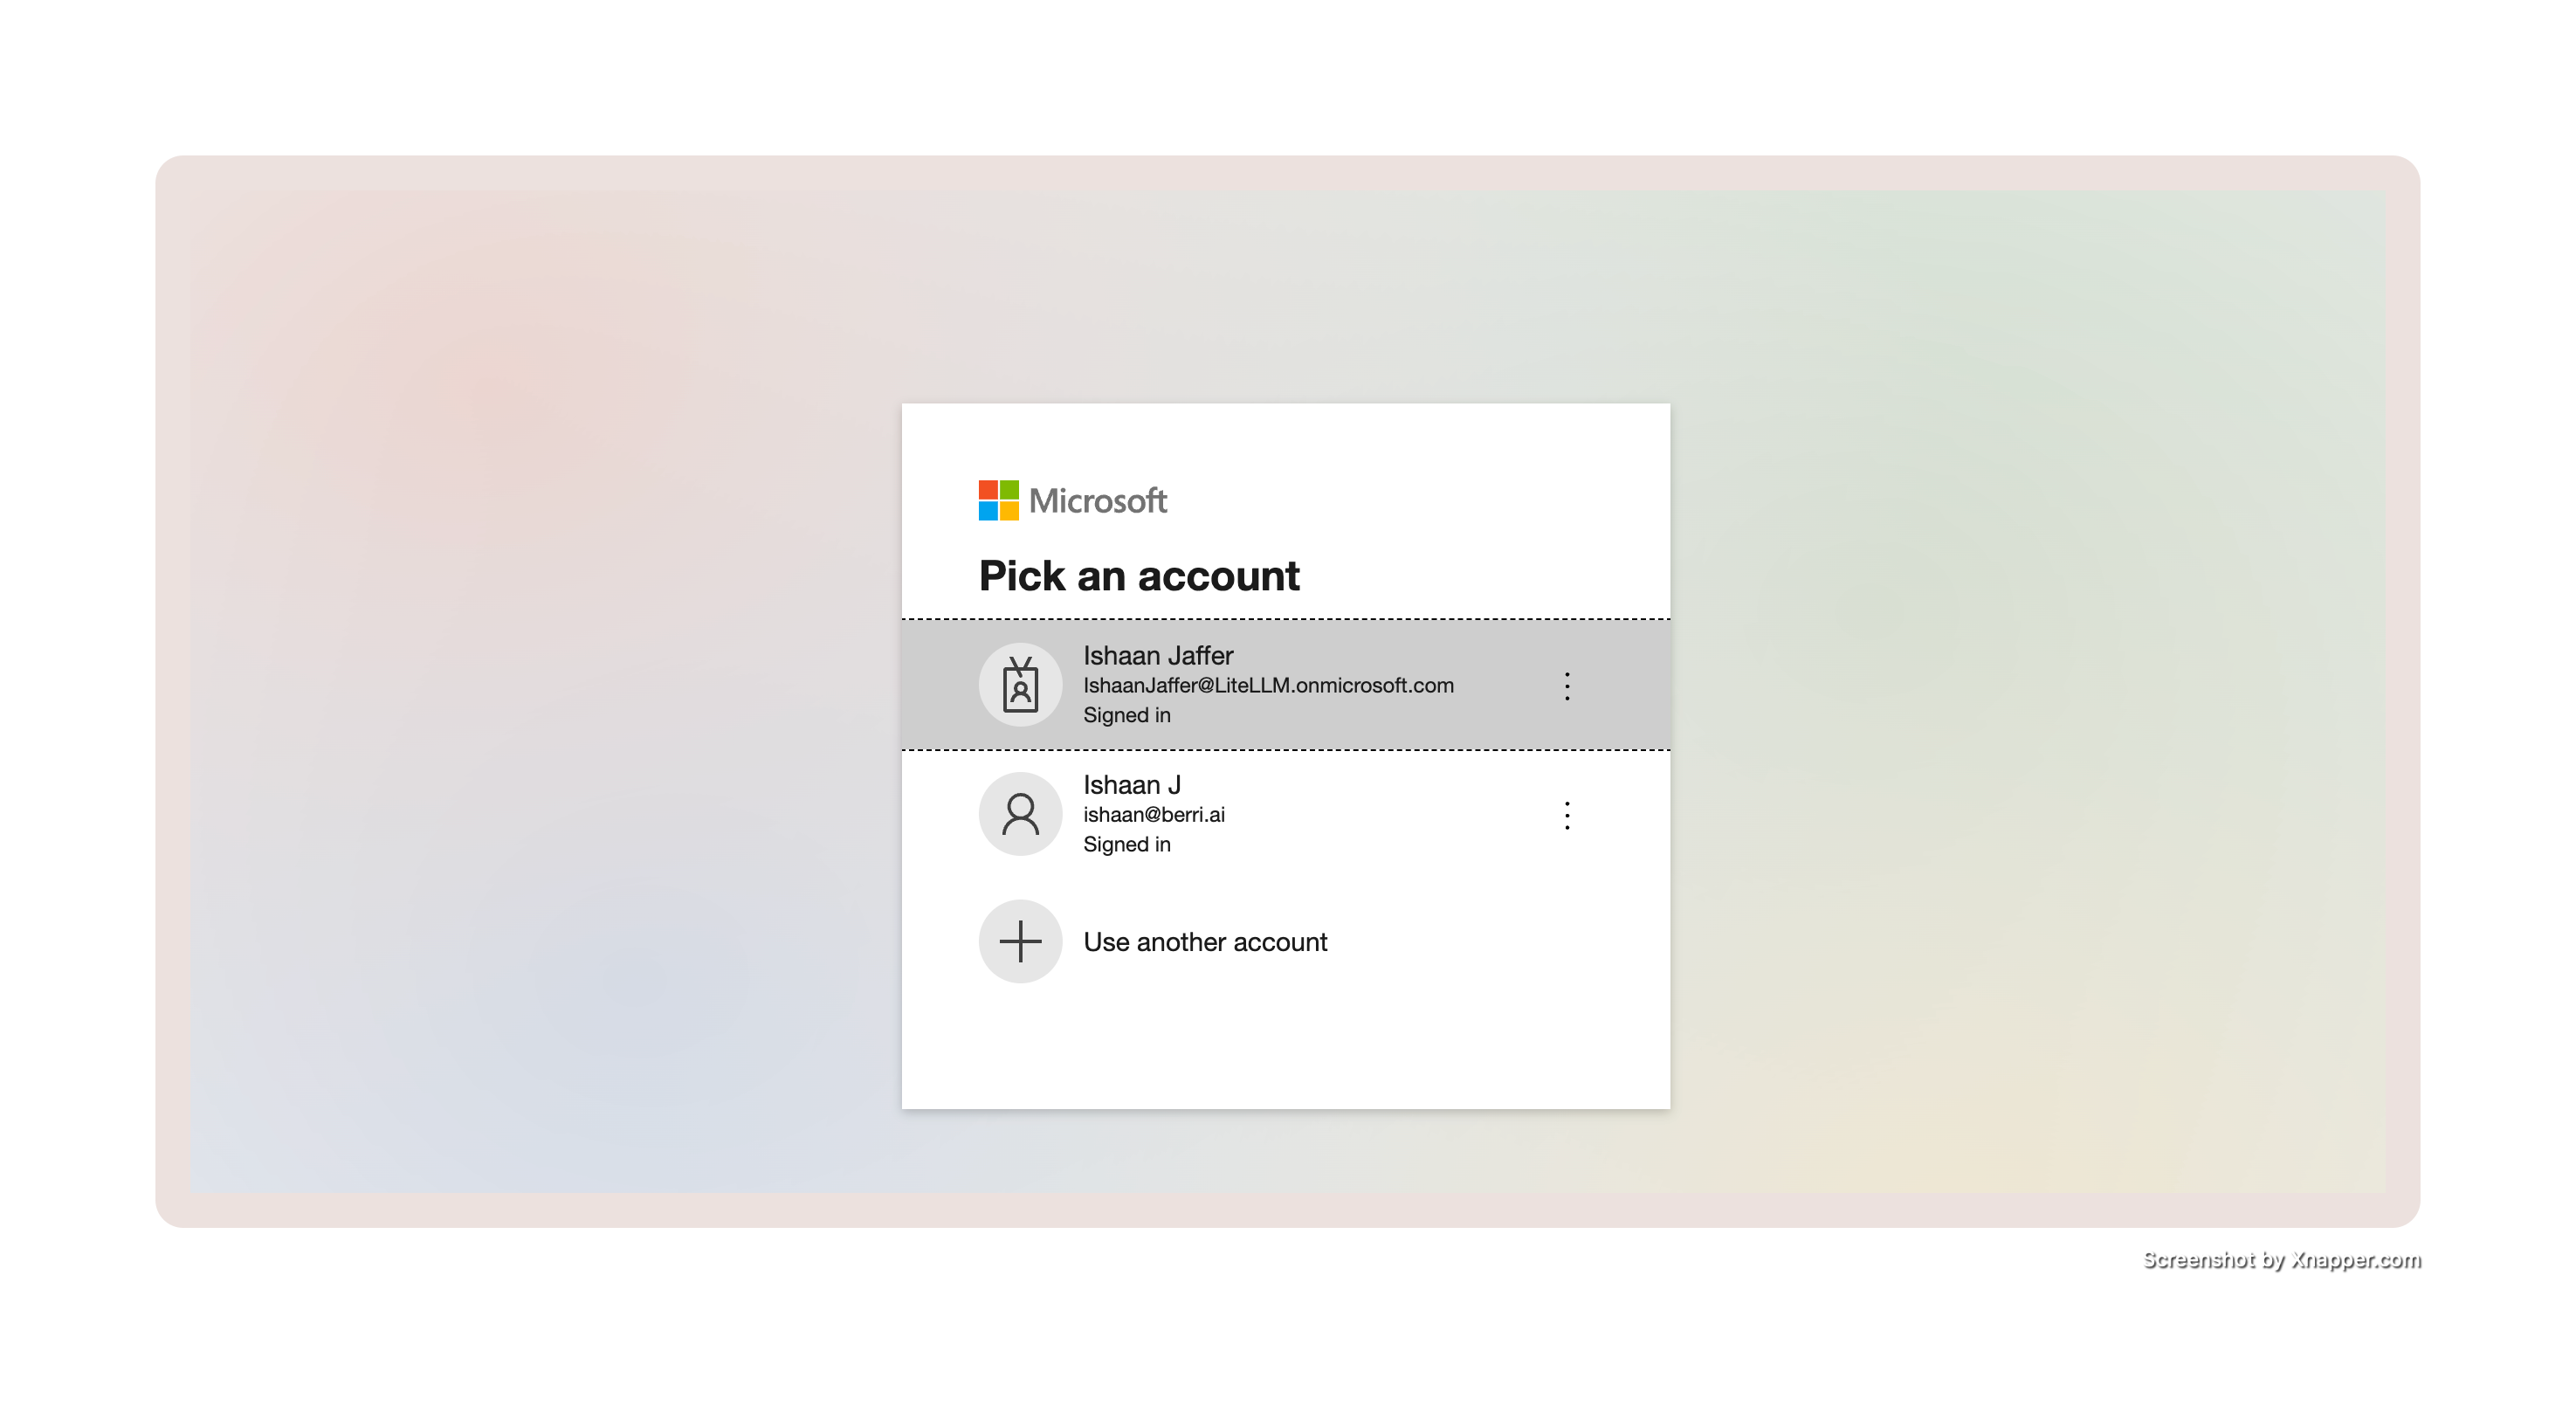 Microsoft
Pick an account
Ishaan Jaffer
IshaanJaffer@LiteLLM.onmicrosoft.com
Signed in
Ishaan J
ishaan@berri.ai
Signed in
Use another account
Screenshot by Xnapper.com